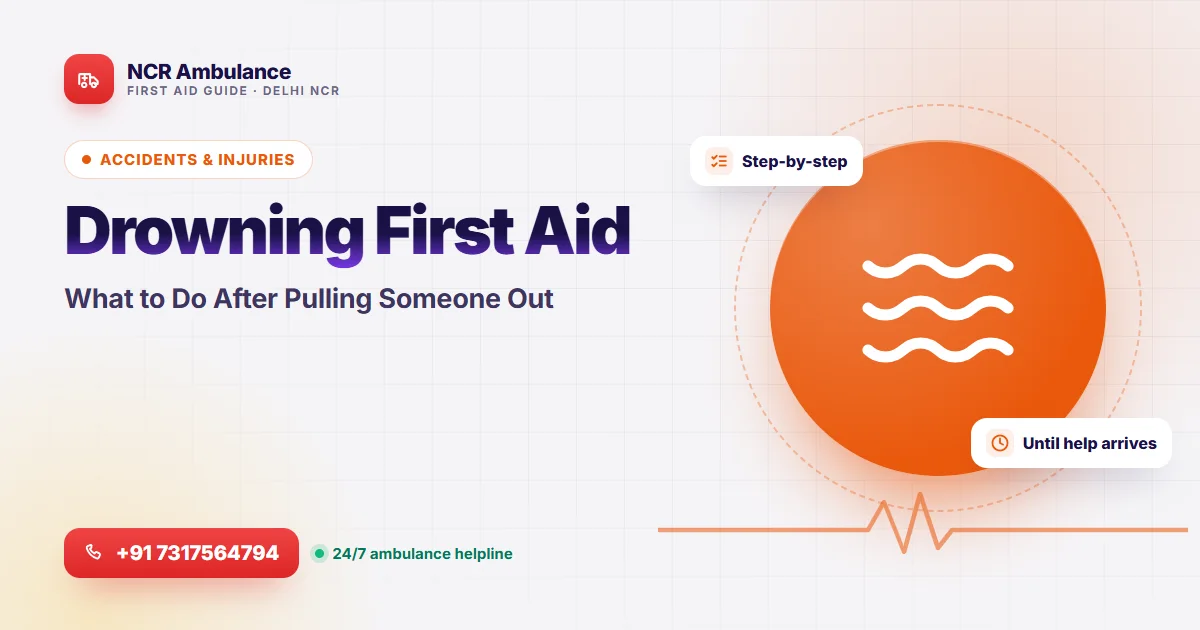 NCR Ambulance
FIRST AID GUIDE · DELHI NCR
ACCIDENTS & INJURIES
Drowning First Aid
What to Do After Pulling Someone Out
Step-by-step
Until help arrives
+91 7317564794
24/7 ambulance helpline